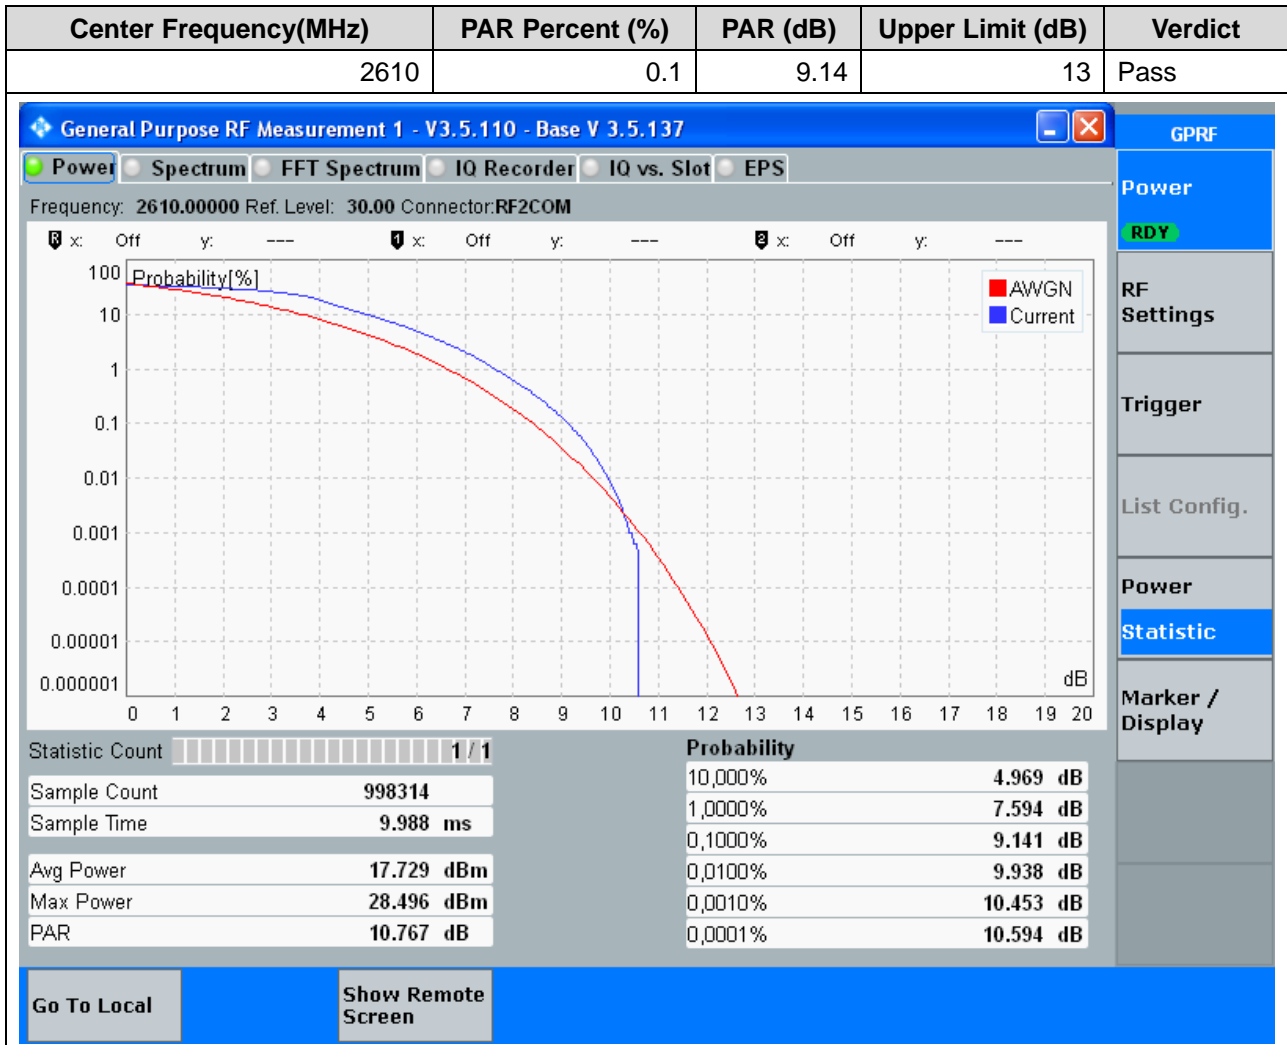 Center Frequency(MHz) PAR Percent (%) PAR (dB) Upper Limit (dB) Verdict
2610 0.1 9.14 13 Pass
General Purpose RF Measurement 1 - V3.5.110 - Base V 3.5.137
GPRF
Power Spectrum FFT Spectrum IQ Recorder IQ vs. Slot EPS
Frequency: 2610.00000 Ref. Level: 30.00 Connector:RF2COM
R x: Off y: --- 1 x: Off y: --- 2 x: Off y: ---
Probability[%]
100
10
1
0.1
0.01
0.001
0.0001
0.00001
0.000001
AWGN
Current
dB
0 1 2 3 4 5 6 7 8 9 10 11 12 13 14 15 16 17 18 19 20
Statistic Count 1 / 1
Sample Count 998314
Sample Time 9.988 ms
Avg Power 17.729 dBm
Max Power 28.496 dBm
PAR 10.767 dB
Probability
10,000% 4.969 dB
1,0000% 7.594 dB
0,1000% 9.141 dB
0,0100% 9.938 dB
0,0010% 10.453 dB
0,0001% 10.594 dB
Power
RDY
RF
Settings
Trigger
List Config.
Power
Statistic
Marker /
Display
Go To Local
Show Remote
Screen